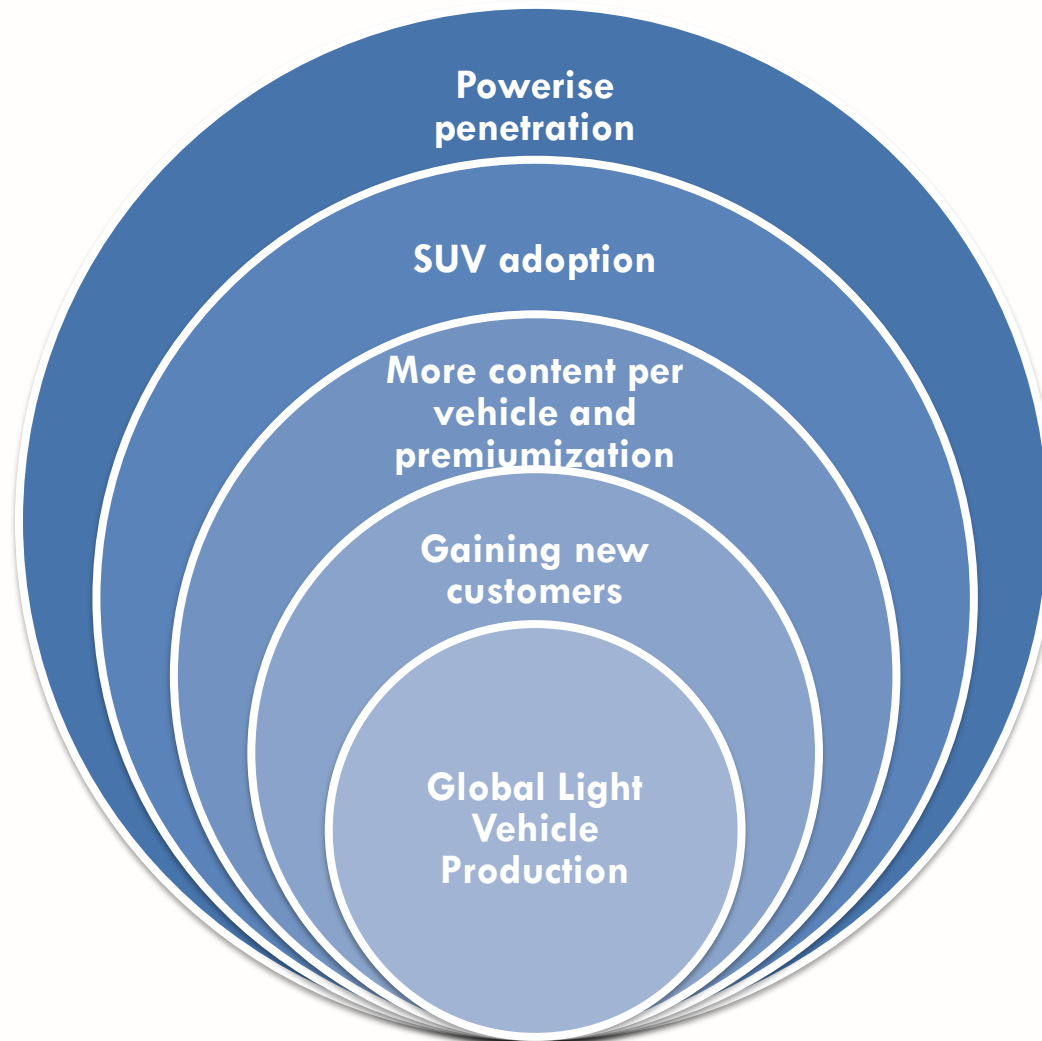 Powerise
penetration
SUV adoption
More content per
vehicle and
premiumization
Gaining new
customers
Global Light
Vehicle
Production